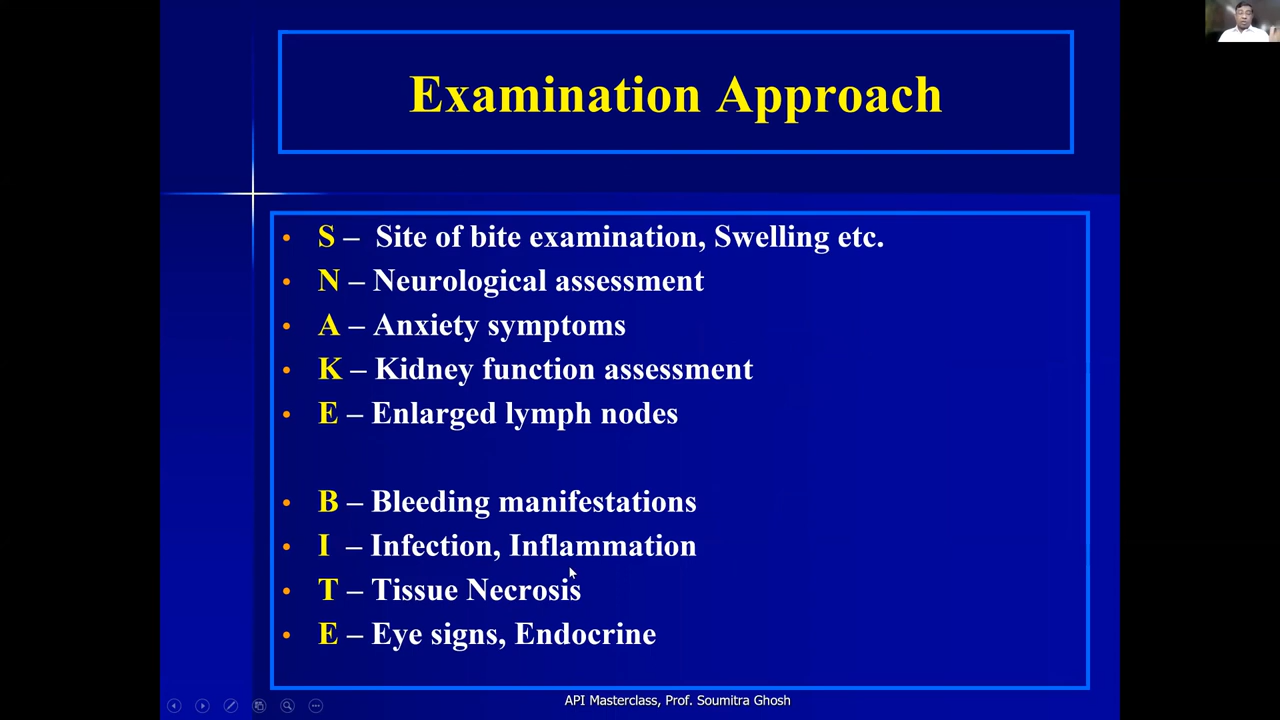 Examination Approach
• S – Site of bite examination, Swelling etc.
• N – Neurological assessment
• A – Anxiety symptoms
• K – Kidney function assessment
• E – Enlarged lymph nodes
• B – Bleeding manifestations
• I – Infection, Inflammation
• T – Tissue Necrosis
• E – Eye signs, Endocrine
API Masterclass, Prof. Soumitra Ghosh